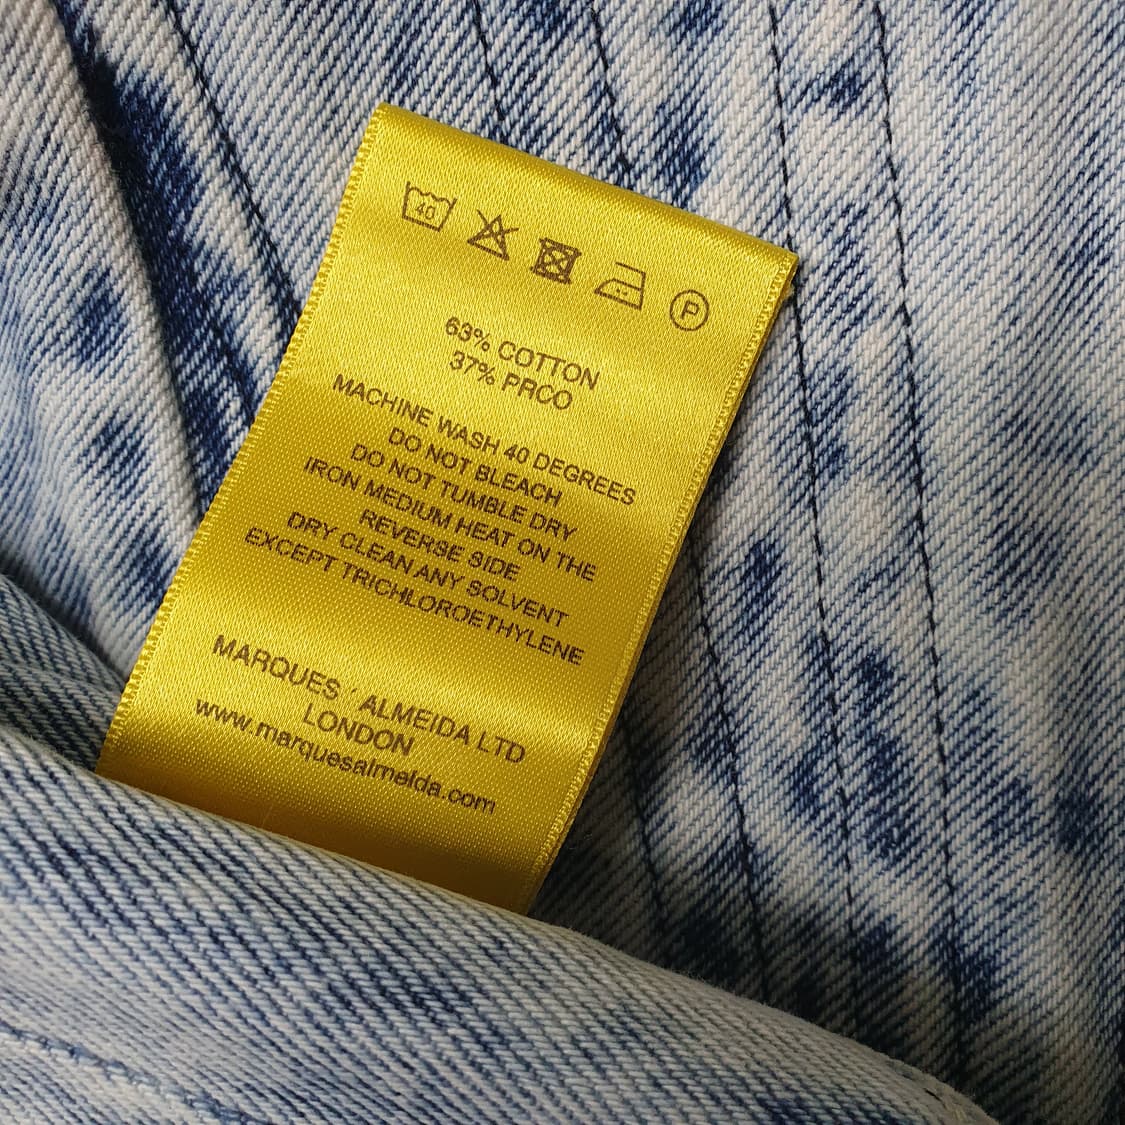 40
P
63% COTTON
37% PRCO
MACHINE WASH 40 DEGREES
DO NOT BLEACH
DO NOT TUMBLE DRY
IRON MEDIUM HEAT ON THE
REVERSE SIDE
DRY CLEAN ANY SOLVENT
EXCEPT TRICHLOROETHYLENE
MARQUES ´ ALMEIDA LTD
LONDON
www.marquesalmeida.com